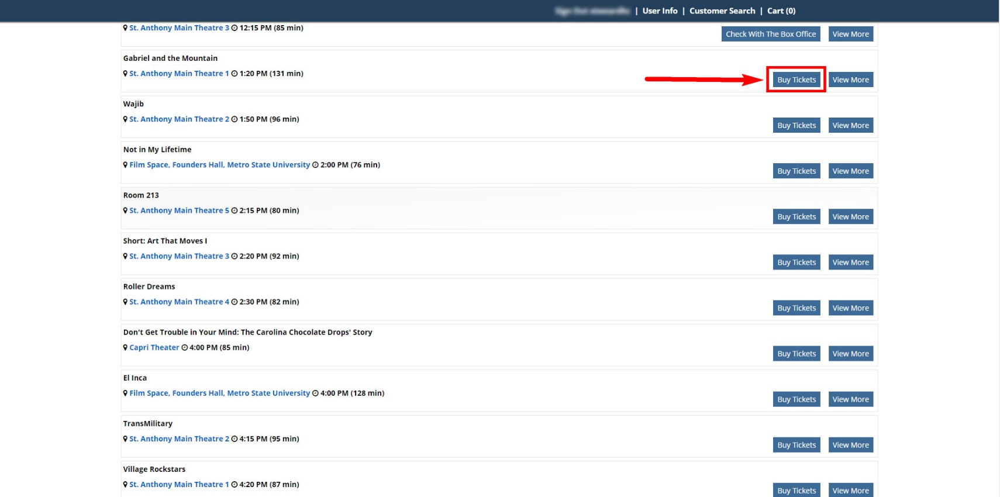 | User Info | Customer Search | Cart (0)
St. Anthony Main Theatre 3 12:15 PM (85 min)
Check With The Box Office View More
Gabriel and the Mountain
St. Anthony Main Theatre 1 1:20 PM (131 min)
Buy Tickets View More
Wajib
St. Anthony Main Theatre 2 1:50 PM (96 min)
Buy Tickets View More
Not in My Lifetime
Film Space, Founders Hall, Metro State University 2:00 PM (76 min)
Buy Tickets View More
Room 213
St. Anthony Main Theatre 5 2:15 PM (80 min)
Buy Tickets View More
Short: Art That Moves I
St. Anthony Main Theatre 3 2:20 PM (92 min)
Buy Tickets View More
Roller Dreams
St. Anthony Main Theatre 4 2:30 PM (82 min)
Buy Tickets View More
Don't Get Trouble in Your Mind: The Carolina Chocolate Drops' Story
Capri Theater 4:00 PM (85 min)
Buy Tickets View More
El Inca
Film Space, Founders Hall, Metro State University 4:00 PM (128 min)
Buy Tickets View More
TransMilitary
St. Anthony Main Theatre 2 4:15 PM (95 min)
Buy Tickets View More
Village Rockstars
St. Anthony Main Theatre 1 4:20 PM (87 min)
Buy Tickets View More